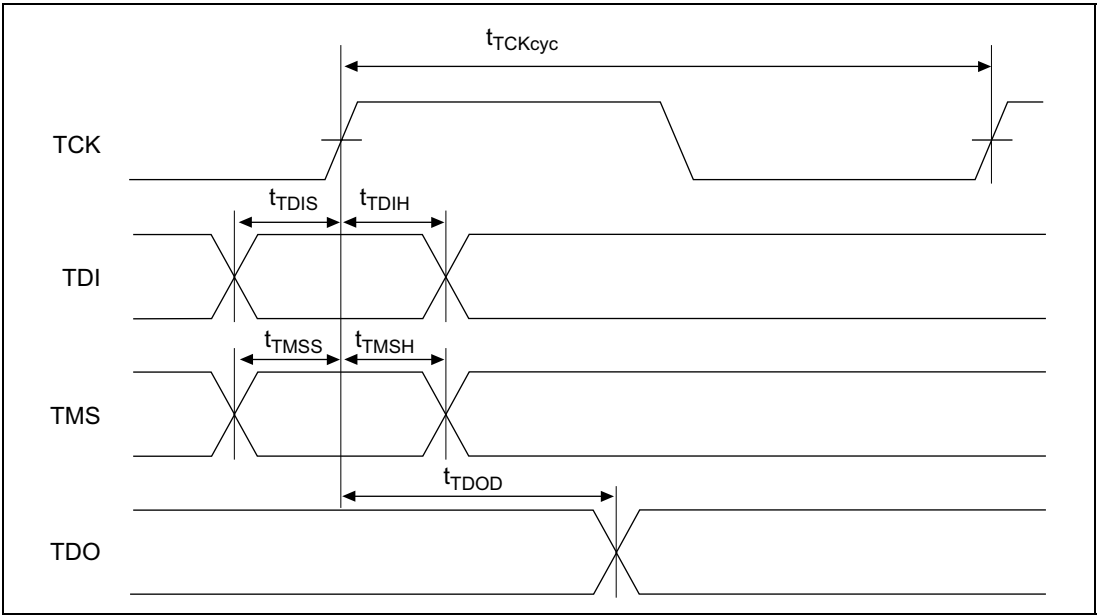 tTCKcyc
TCK
tTDIS tTDIH
TDI
tTMSS tTMSH
TMS
tTDOD
TDO